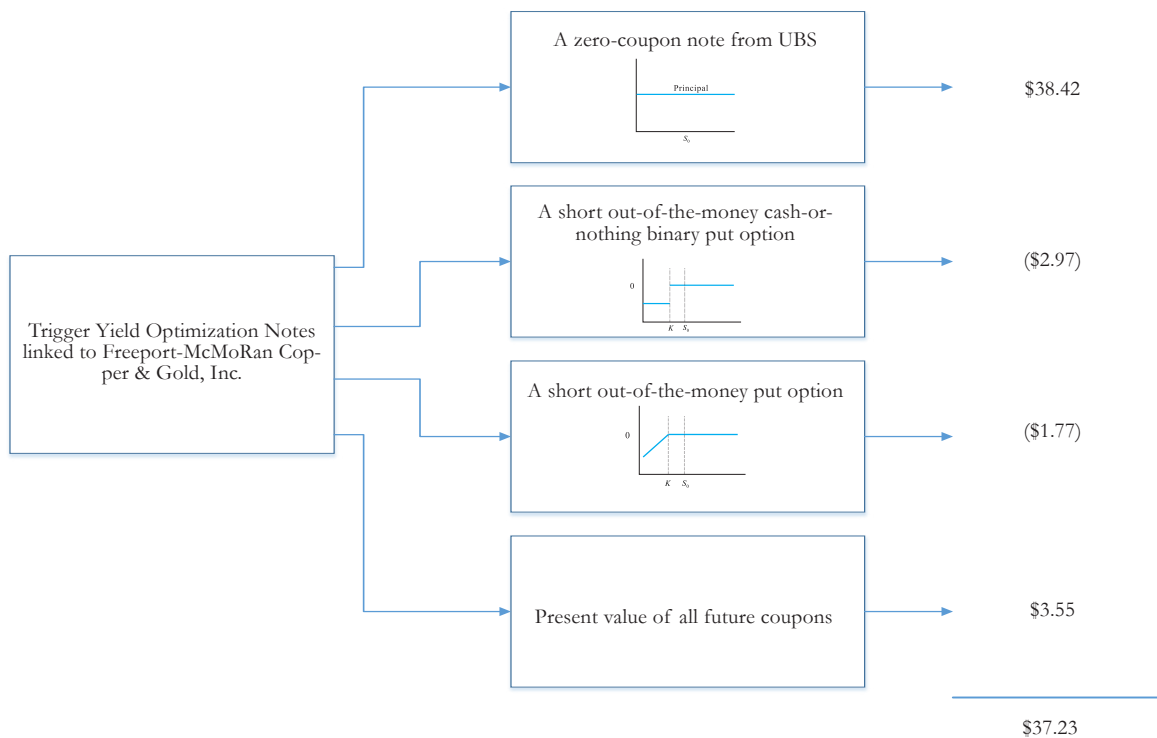 A zero-coupon note from UBS
Principal
S₀
$38.42
A short out-of-the-money cash-or-
nothing binary put option
0
K
S₀
($2.97)
Trigger Yield Optimization Notes
linked to Freeport-McMoRan Cop-
per & Gold, Inc.
A short out-of-the-money put option
0
K
S₀
($1.77)
Present value of all future coupons
$3.55
$37.23